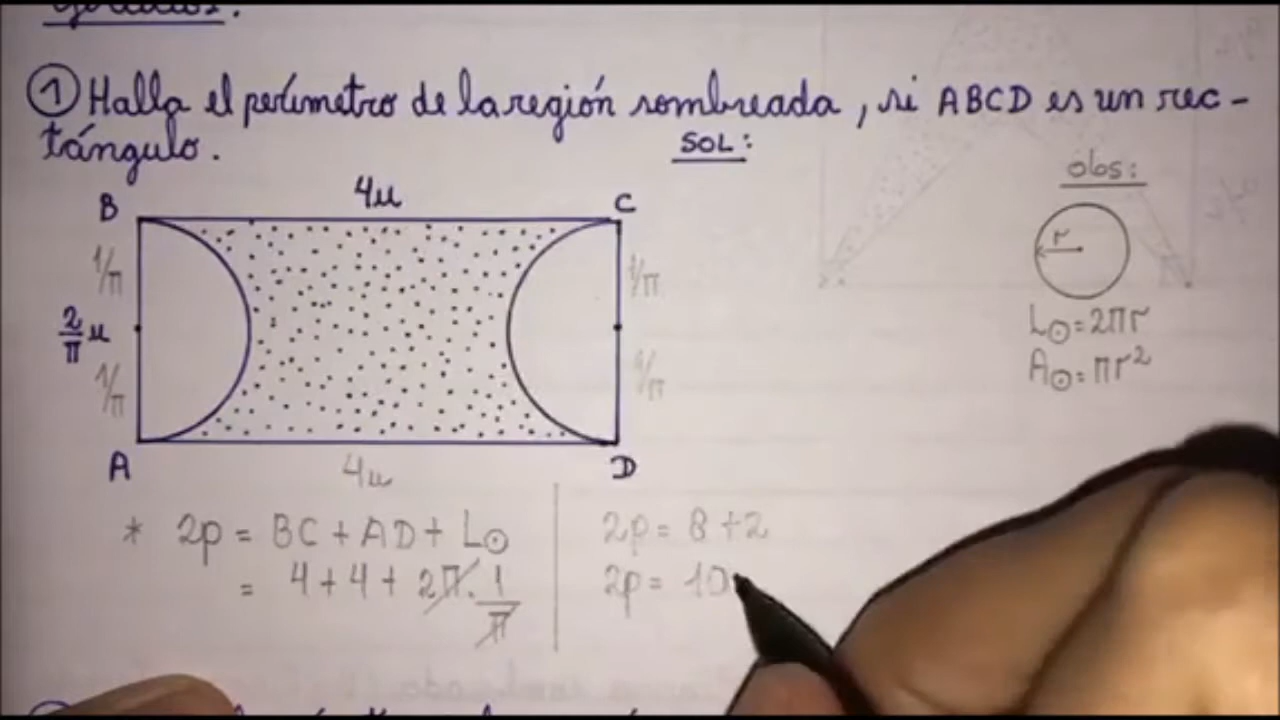 ① Halla el perímetro de la región sombreada, si ABCD es un rec-
tángulo.
SOL:
obs:
r
L⊙=2πr
A⊙=πr²
4u
B
C
1/π
1/π
2/π u
1/π
1/π
A
4u
D
* 2p = BC + AD + L⊙
= 4 + 4 + 2π. 1/π
2p = 8 + 2
2p = 10